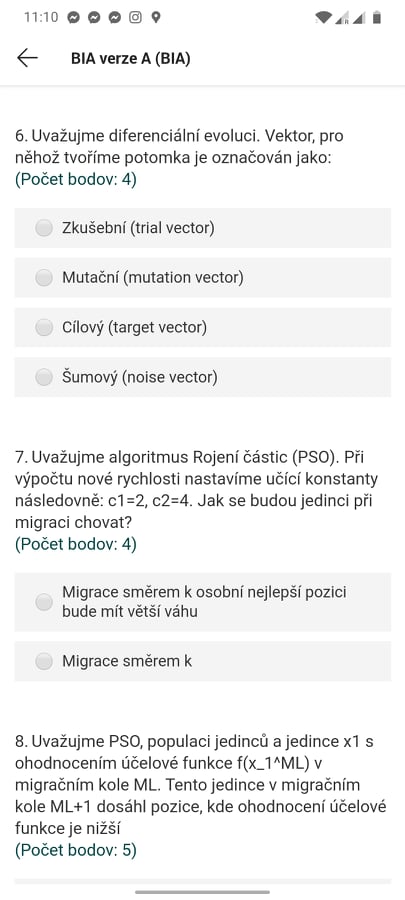 11:10
BIA verze A (BIA)
6. Uvažujme diferenciální evoluci. Vektor, pro
něhož tvoříme potomka je označován jako:
(Počet bodov: 4)
Zkušební (trial vector)
Mutační (mutation vector)
Cílový (target vector)
Šumový (noise vector)
7. Uvažujme algoritmus Rojení částic (PSO). Při
výpočtu nové rychlosti nastavíme učící konstanty
následovně: c1=2, c2=4. Jak se budou jedinci při
migraci chovat?
(Počet bodov: 4)
Migrace směrem k osobní nejlepší pozici
bude mít větší váhu
Migrace směrem k
8. Uvažujme PSO, populaci jedinců a jedince x1 s
ohodnocením účelové funkce f(x_1^ML) v
migračním kole ML. Tento jedince v migračním
kole ML+1 dosáhl pozice, kde ohodnocení účelové
funkce je nižší
(Počet bodov: 5)